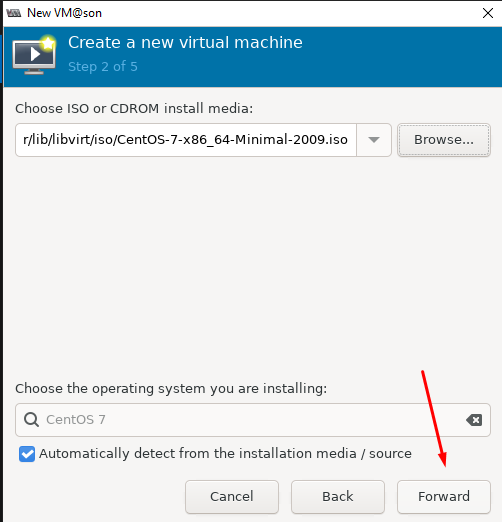 New VM@son
Create a new virtual machine
Step 2 of 5
Choose ISO or CDROM install media:
r/lib/libvirt/iso/CentOS-7-x86_64-Minimal-2009.iso
Browse...
Choose the operating system you are installing:
CentOS 7
Automatically detect from the installation media / source
Cancel Back Forward